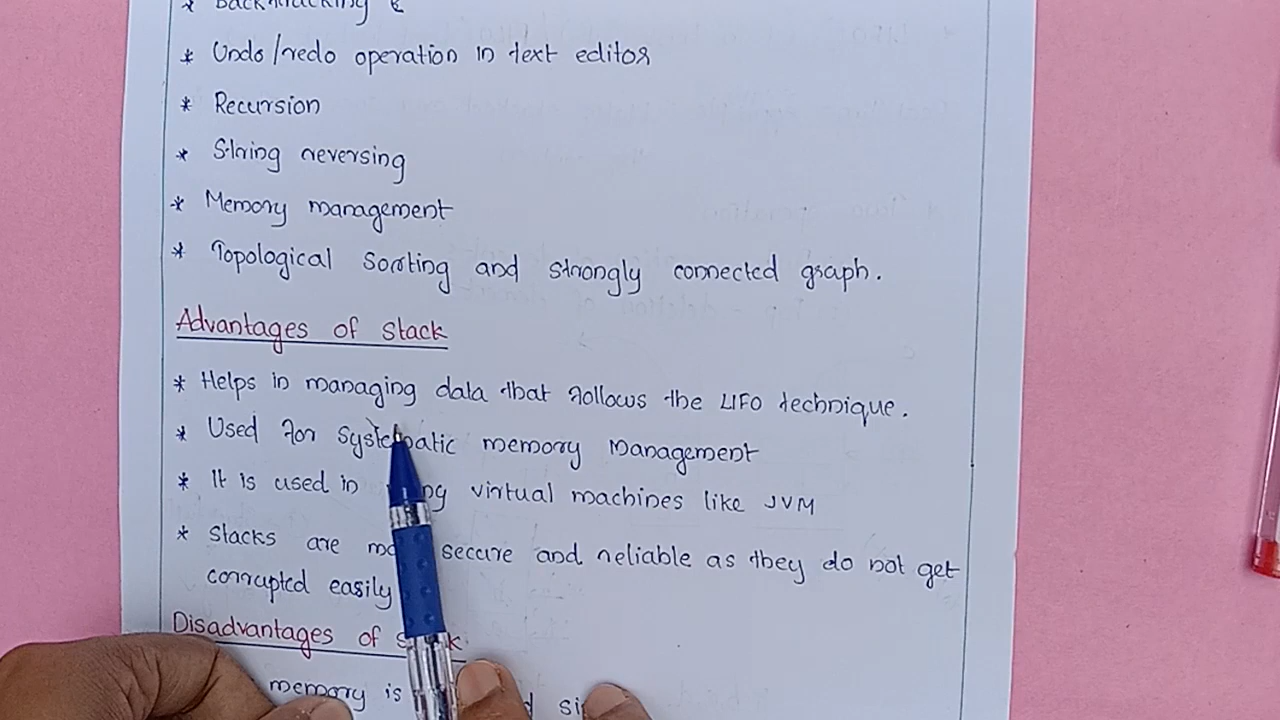 * Backtracking
* Undo/redo operation in text editor
* Recursion
* String reversing
* Memory management
* Topological Sorting and strongly connected graph.
Advantages of stack
* Helps in managing data that follows the LIFO technique.
* Used for Systematic memory Management
* It is used in virtual machines like JVM
* Stacks are more secure and reliable as they do not get
corrupted easily
Disadvantages of stack
memory is